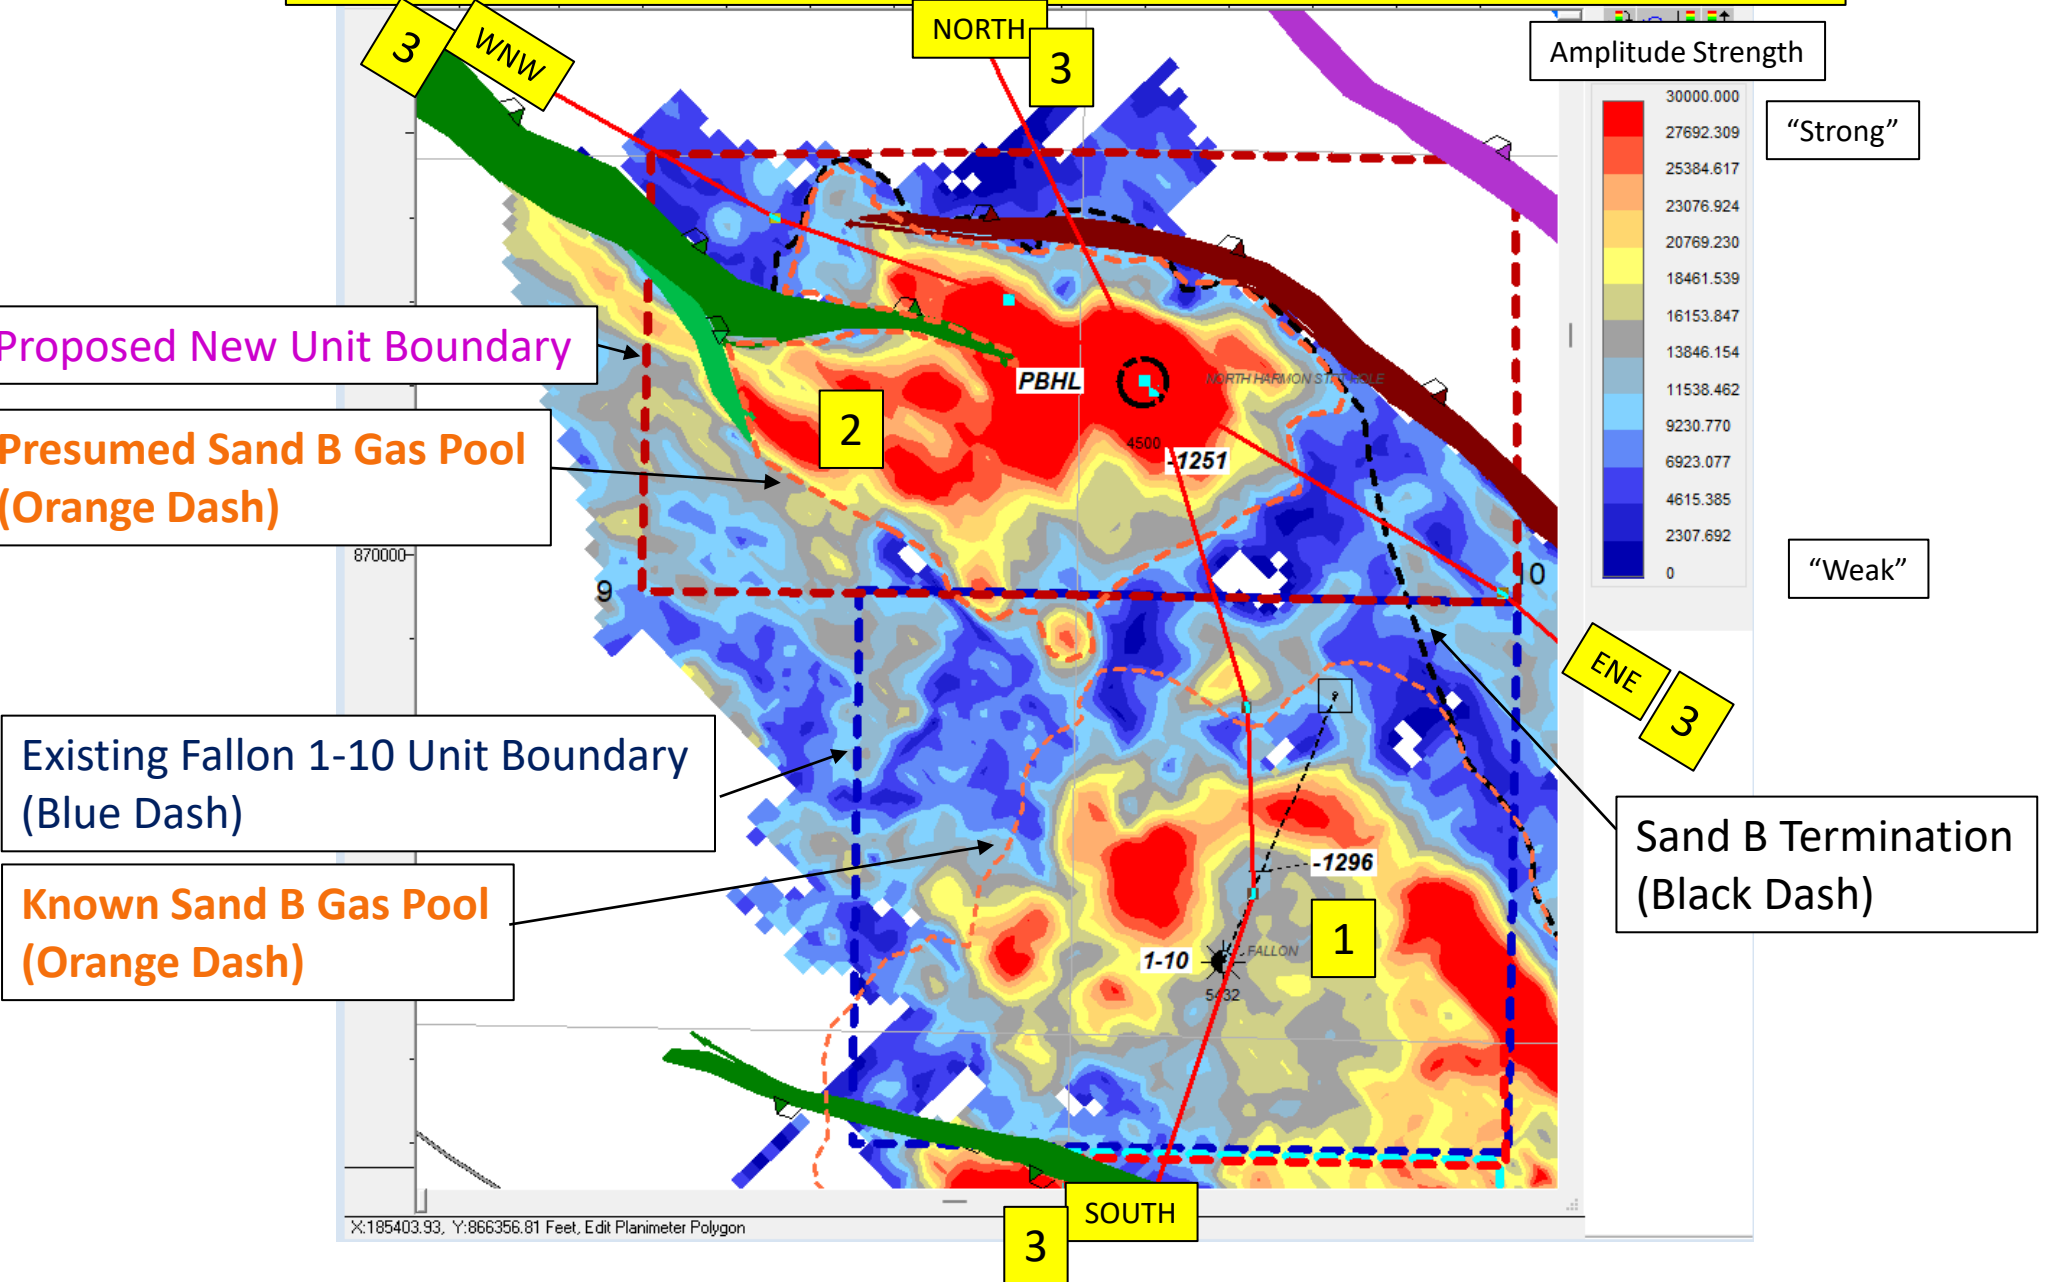 NORTH
3
WNW
3
Amplitude Strength
30000.000
27692.309
25384.617
23076.924
20769.230
18461.539
16153.847
13846.154
11538.462
9230.770
6923.077
4615.385
2307.692
0
"Strong"
"Weak"
Proposed New Unit Boundary
Presumed Sand B Gas Pool
(Orange Dash)
PBHL
2
4500
-1251
870000
9
10
ENE
3
Existing Fallon 1-10 Unit Boundary
(Blue Dash)
Known Sand B Gas Pool
(Orange Dash)
-1296
1
1-10
FALLON
5432
Sand B Termination
(Black Dash)
SOUTH
3
X:185403.93, Y:866356.81 Feet, Edit Planimeter Polygon